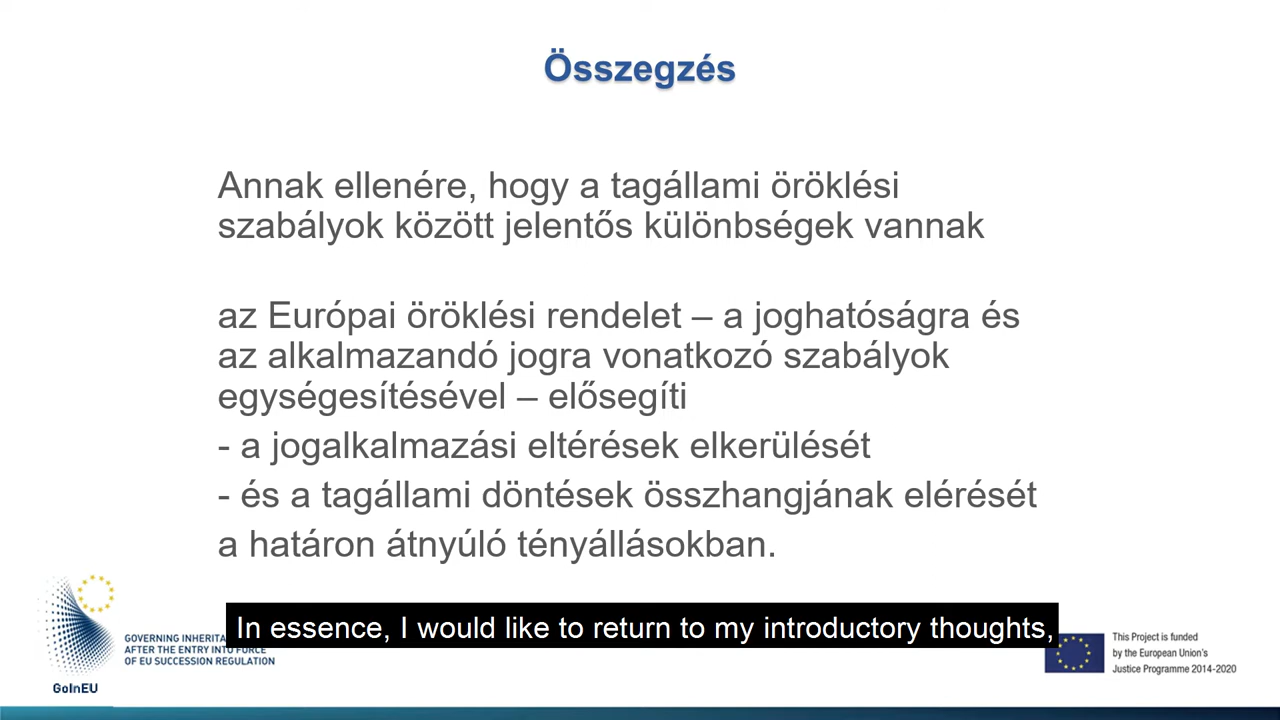 Összegzés
Annak ellenére, hogy a tagállami öröklési
szabályok között jelentős különbségek vannak
az Európai öröklési rendelet – a joghatóságra és
az alkalmazandó jogra vonatkozó szabályok
egységesítésével – elősegíti
- a jogalkalmazási eltérések elkerülését
- és a tagállami döntések összhangjának elérését
a határon átnyúló tényállásokban.
In essence, I would like to return to my introductory thoughts,
GOVERNING INHERITA
AFTER THE ENTRY INTO FORCE
OF EU SUCCESSION REGULATION
GoInEU
This Project is funded
by the European Union's
Justice Programme 2014-2020